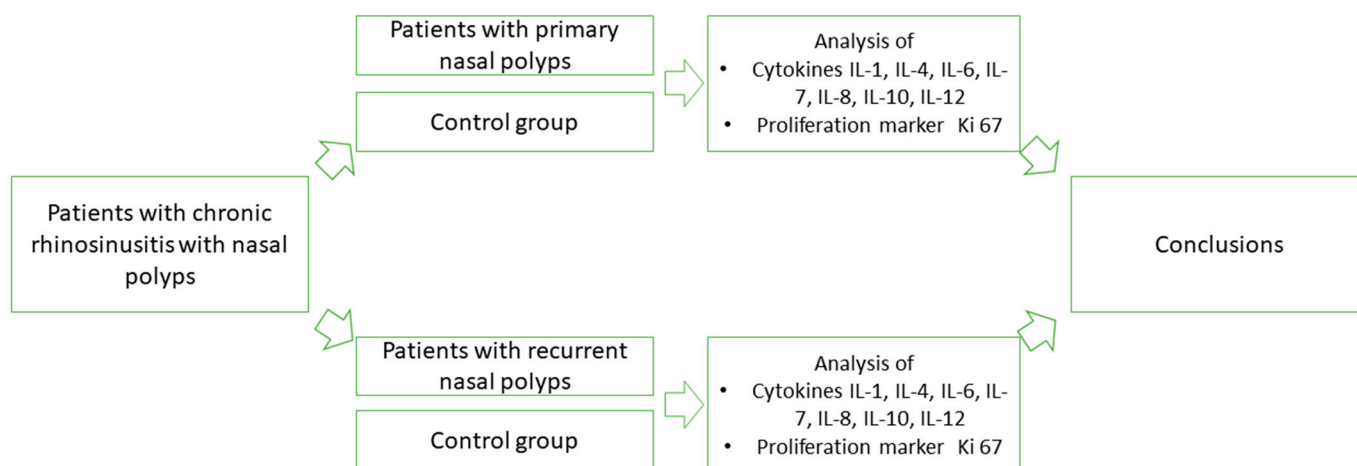 Patients with chronic
rhinosinusitis with nasal
polyps
Patients with primary
nasal polyps
Control group
Analysis of
• Cytokines IL-1, IL-4, IL-6, IL-
7, IL-8, IL-10, IL-12
• Proliferation marker Ki 67
Patients with recurrent
nasal polyps
Control group
Analysis of
• Cytokines IL-1, IL-4, IL-6, IL-
7, IL-8, IL-10, IL-12
• Proliferation marker Ki 67
Conclusions